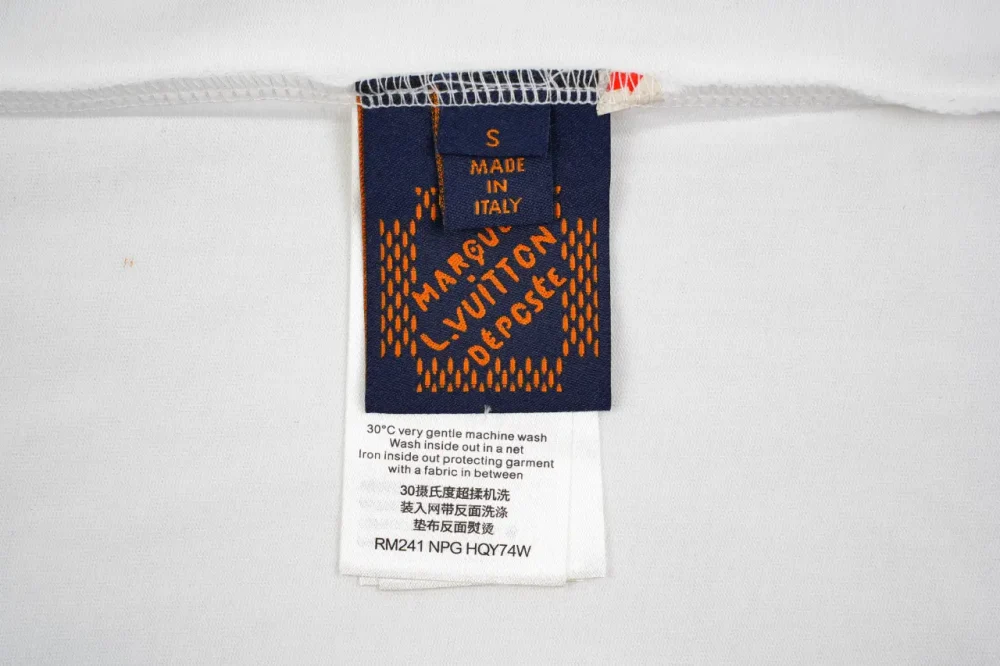 S
MADE
IN
ITALY
L.VUITTON
DÉPOSÉE
30°C very gentle machine wash
Wash inside out in a net
Iron inside out protecting garment
with a fabric in between
30摄氏度超揉机洗
装入网带反面洗涤
垫布反面熨烫
RM241 NPG HQY74W